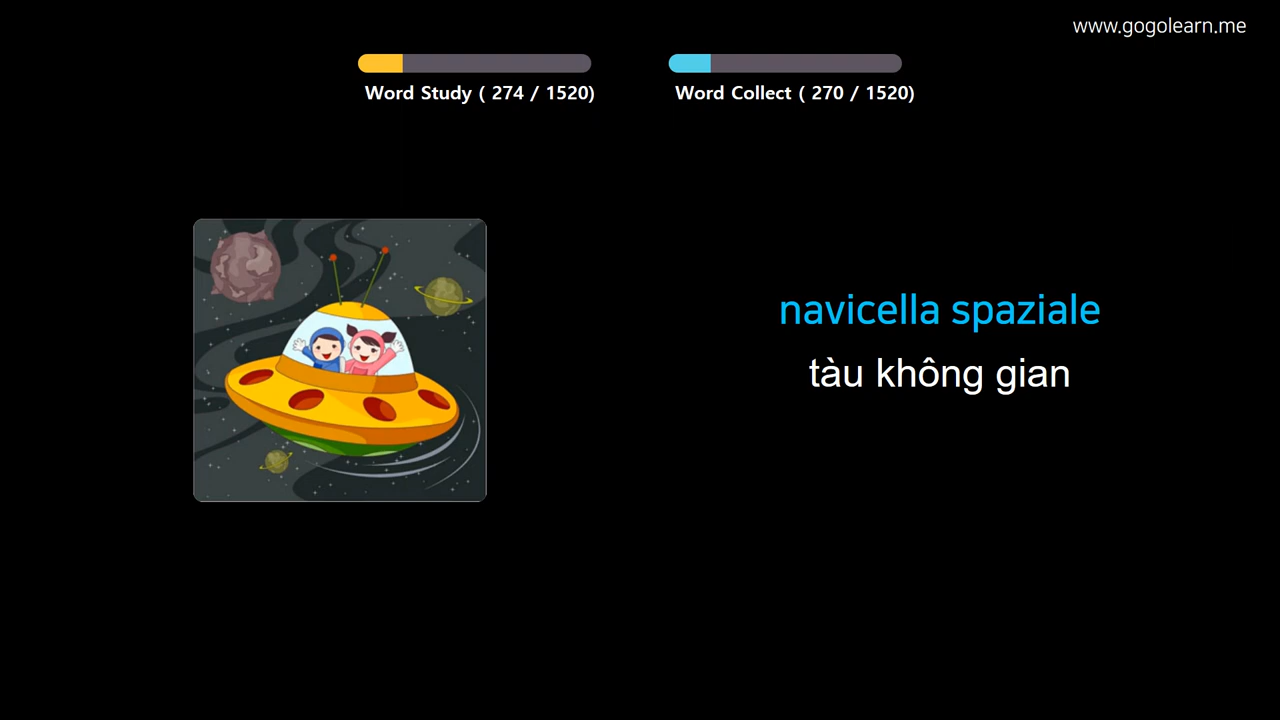 www.gogolearn.me
Word Study ( 274 / 1520)
Word Collect ( 270 / 1520)
navicella spaziale
tàu không gian